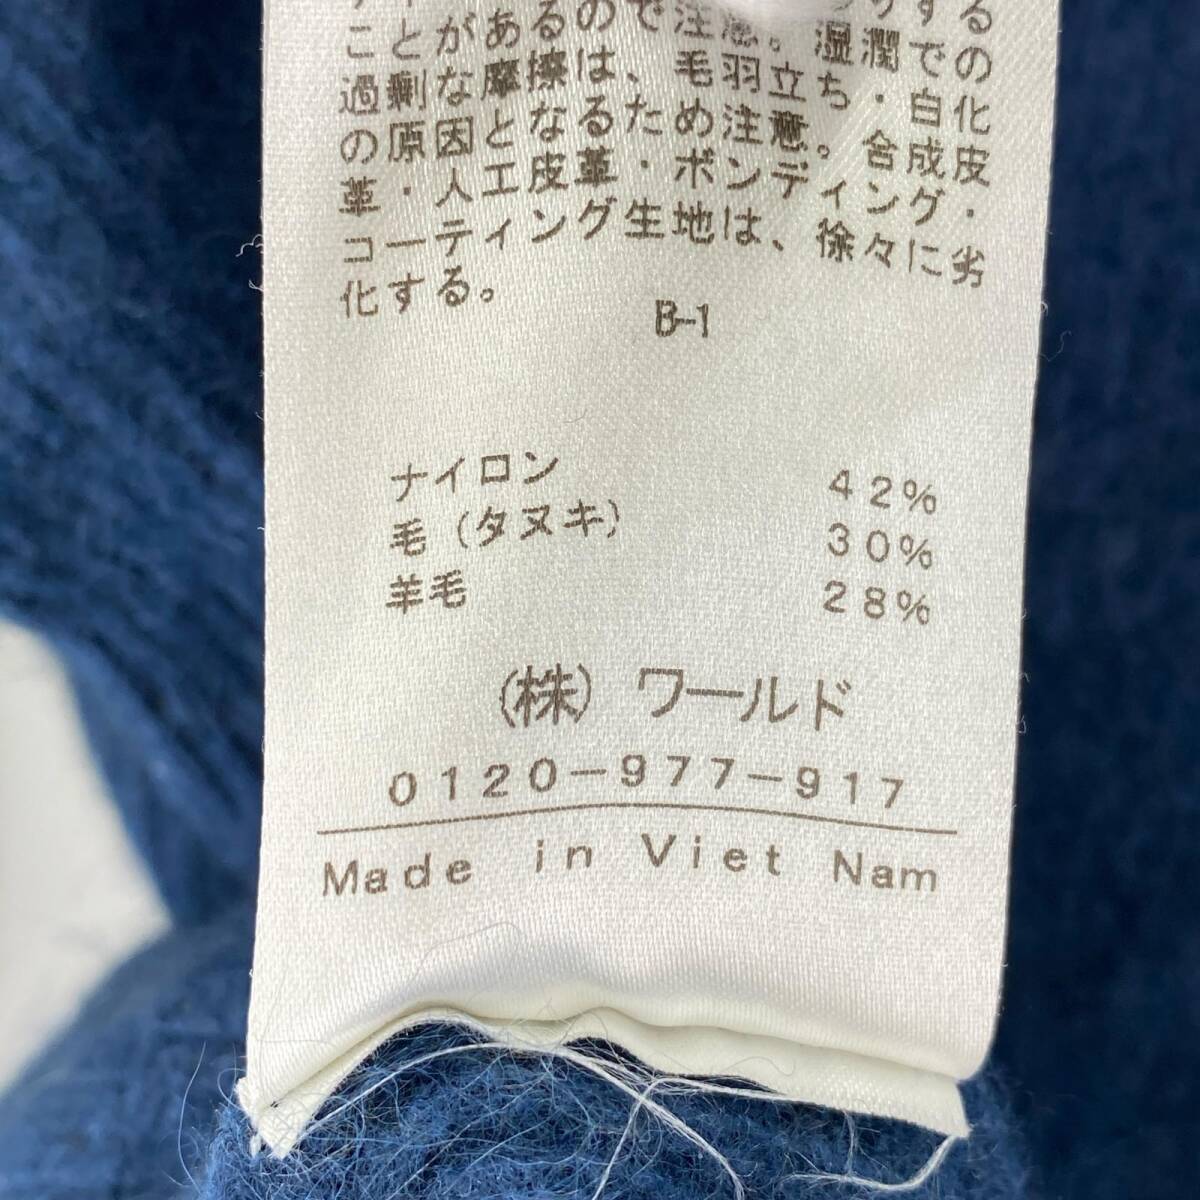 ことがあるので注意。湿潤での
過剰な摩擦は、毛羽立ち・白化
の原因となるため注意。合成皮
革・人工皮革・ボンディング・
コーティング生地は、徐々に劣
化する。
B-1
ナイロン 42%
毛(タヌキ) 30%
羊毛 28%
(株) ワールド
0120-977-917
Made in Viet Nam